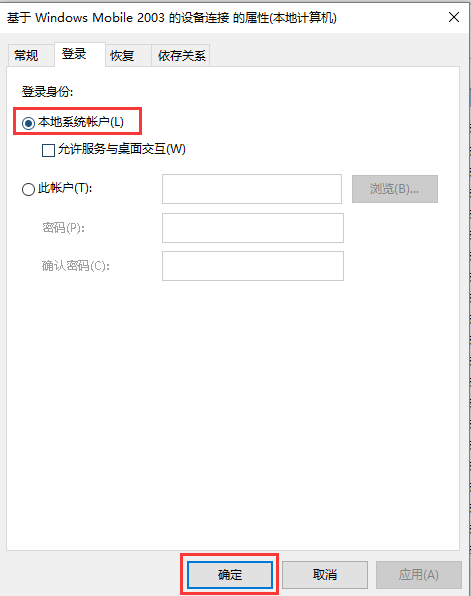 基于 Windows Mobile 2003 的设备连接 的属性(本地计算机)
常规 登录 恢复 依存关系
登录身份:
本地系统帐户(L)
允许服务与桌面交互(W)
此帐户(T): 浏览(B)...
密码(P):
确认密码(C):
确定 取消 应用(A)